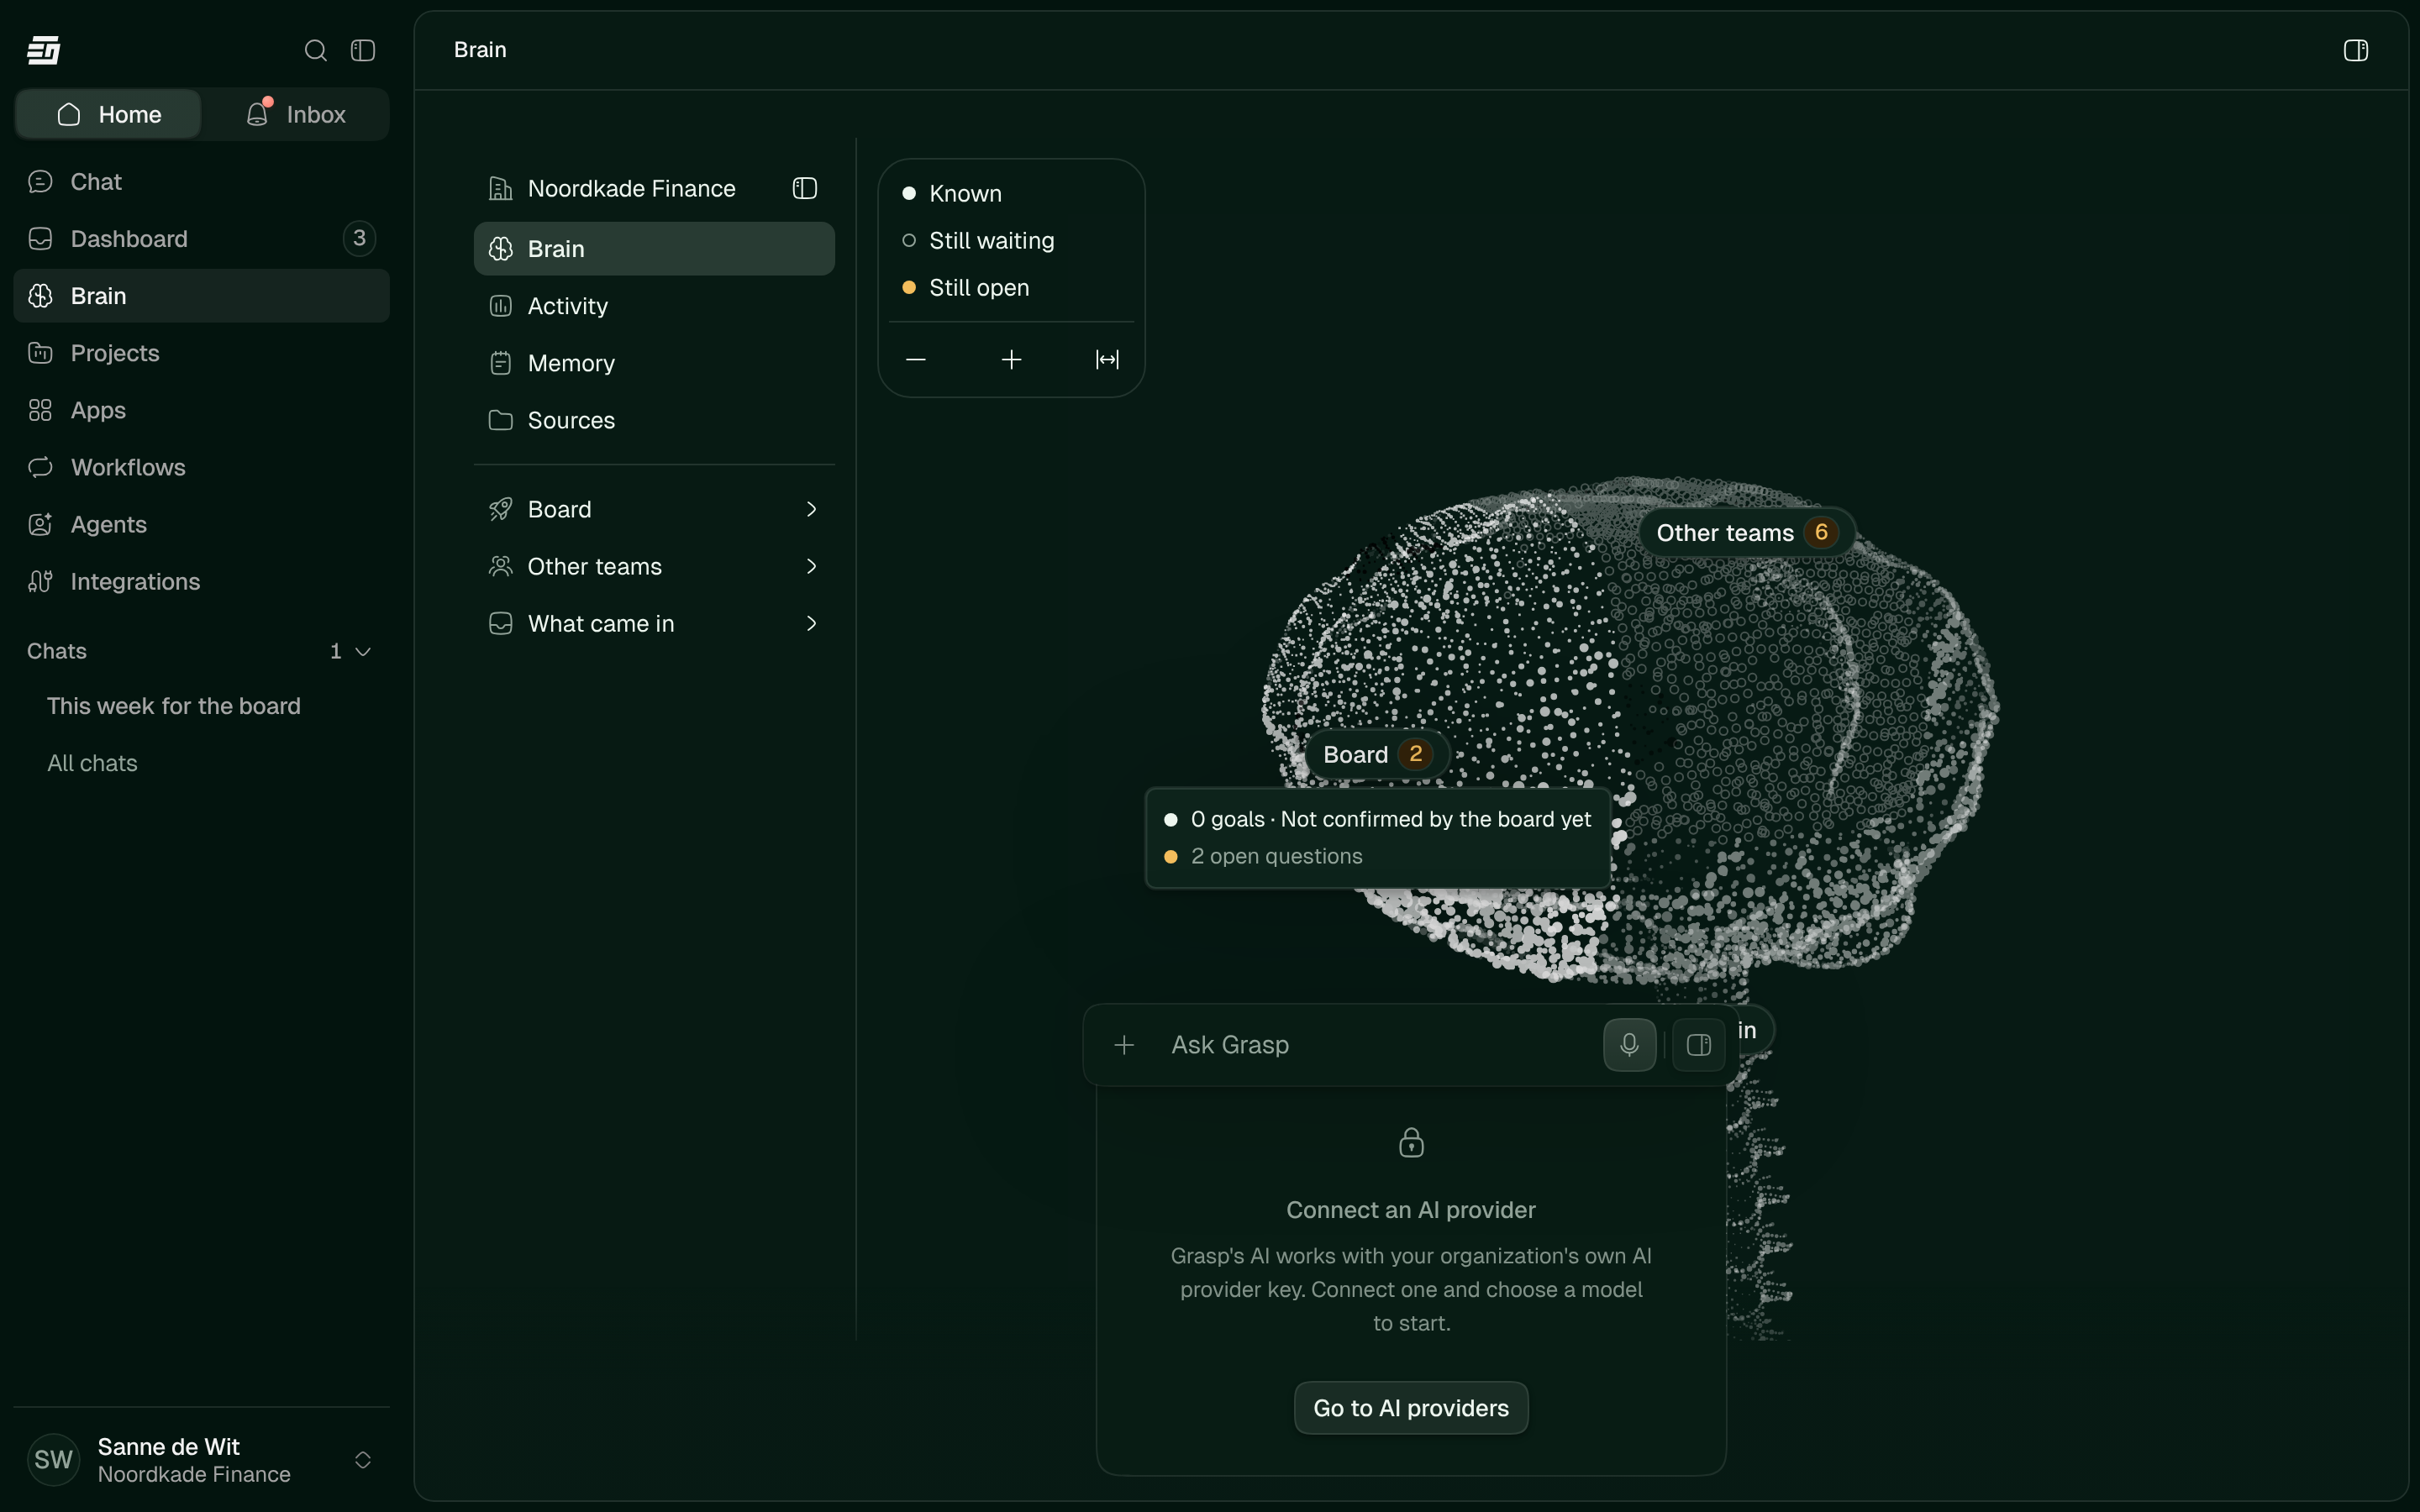 Brain
Home
Inbox
Chat
Dashboard
3
Brain
Projects
Apps
Workflows
Agents
Integrations
Chats
1
This week for the board
All chats
SW
Sanne de Wit
Noordkade Finance
Noordkade Finance
Brain
Activity
Memory
Sources
Board
Other teams
What came in
Known
Still waiting
Still open
Other teams 6
Board 2
0 goals · Not confirmed by the board yet
2 open questions
in
Ask Grasp
Connect an AI provider
Grasp's AI works with your organization's own AI
provider key. Connect one and choose a model
to start.
Go to AI providers